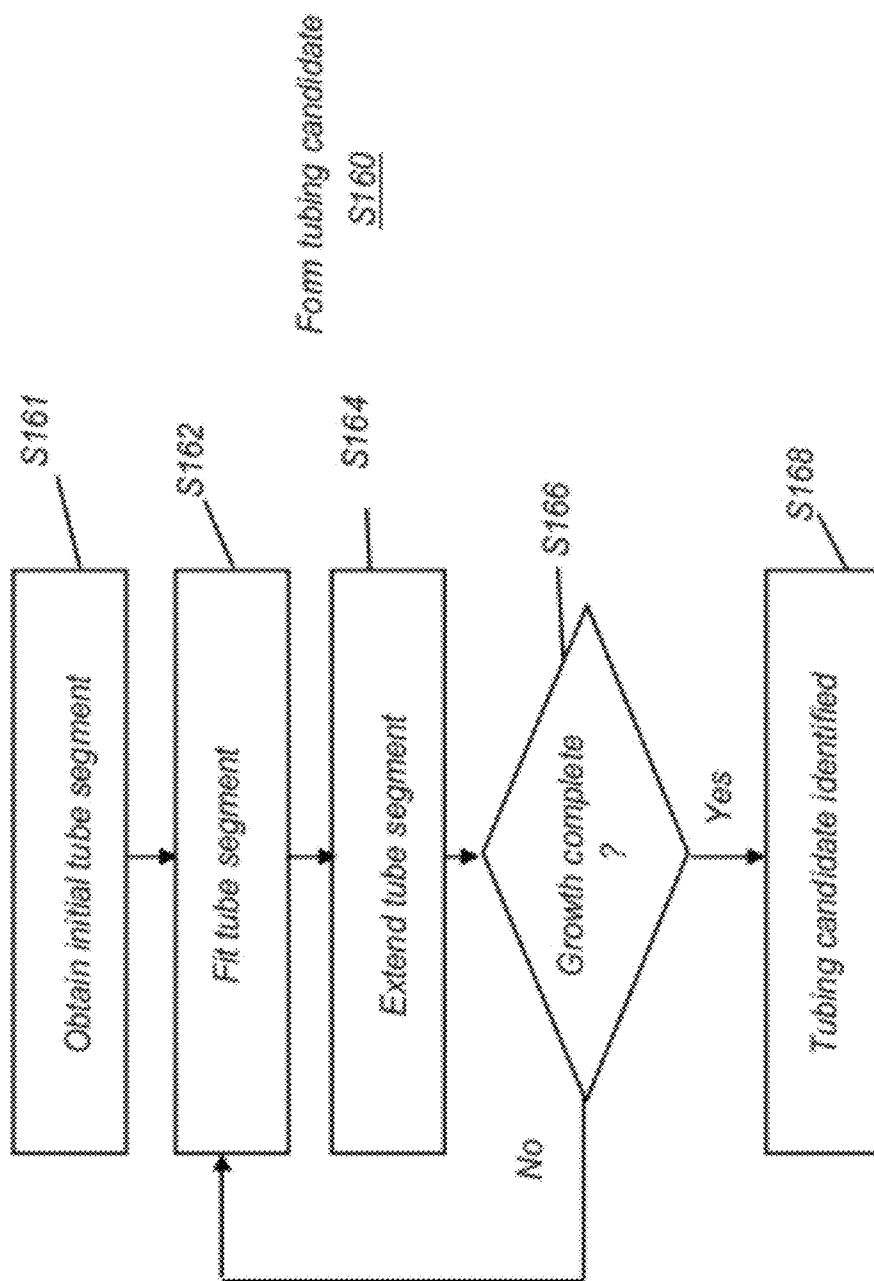 Obtain initial tube segment
S161
Fit tube segment
S162
Extend tube segment
S164
Growth complete
?
S166
No
Yes
Tubing candidate identified
S168
Form tubing candidate
S160